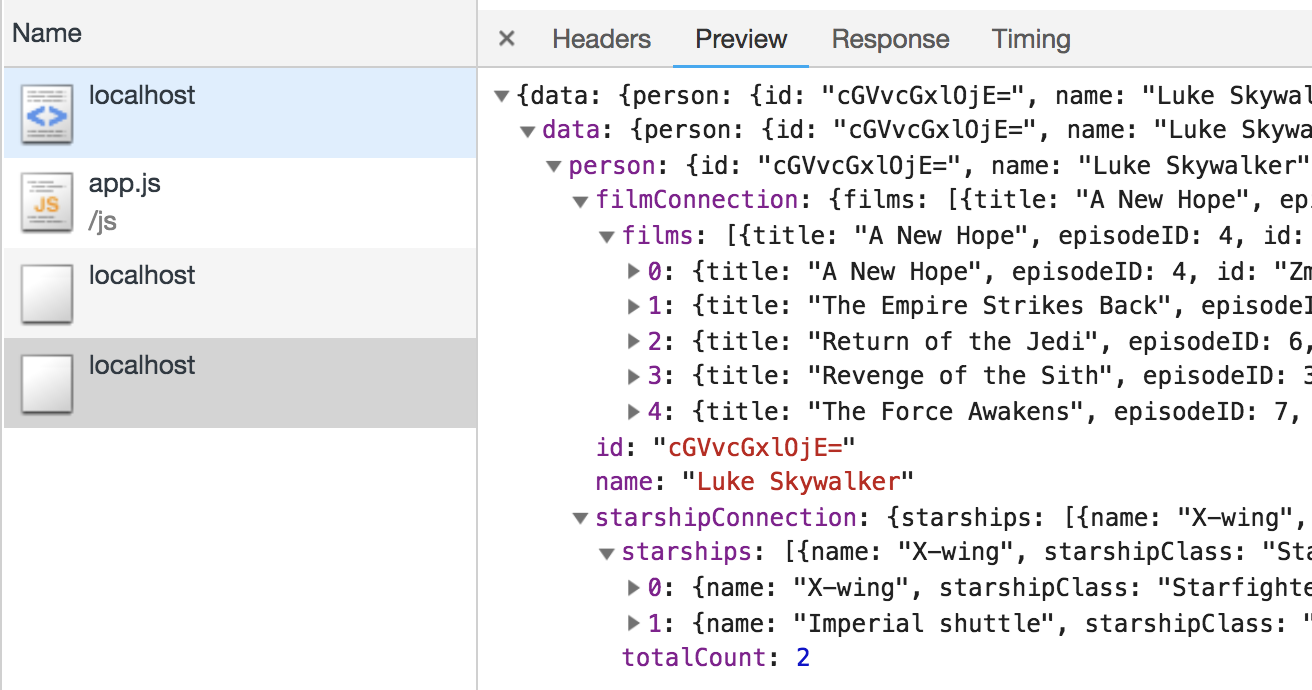 Name
localhost
app.js
/js
localhost
localhost
× Headers Preview Response Timing
▼{data: {person: {id: "cGVvcGxlOjE=", name: "Luke Skywal
▼data: {person: {id: "cGVvcGxlOjE=", name: "Luke Skywa
▼person: {id: "cGVvcGxlOjE=", name: "Luke Skywalker"
▼filmConnection: {films: [{title: "A New Hope", ep
▼films: [{title: "A New Hope", episodeID: 4, id:
▶0: {title: "A New Hope", episodeID: 4, id: "Zm
▶1: {title: "The Empire Strikes Back", episodeI
▶2: {title: "Return of the Jedi", episodeID: 6,
▶3: {title: "Revenge of the Sith", episodeID: 3
▶4: {title: "The Force Awakens", episodeID: 7,
id: "cGVvcGxlOjE="
name: "Luke Skywalker"
▼starshipConnection: {starships: [{name: "X-wing",
▼starships: [{name: "X-wing", starshipClass: "Sta
▶0: {name: "X-wing", starshipClass: "Starfighte
▶1: {name: "Imperial shuttle", starshipClass: "
totalCount: 2